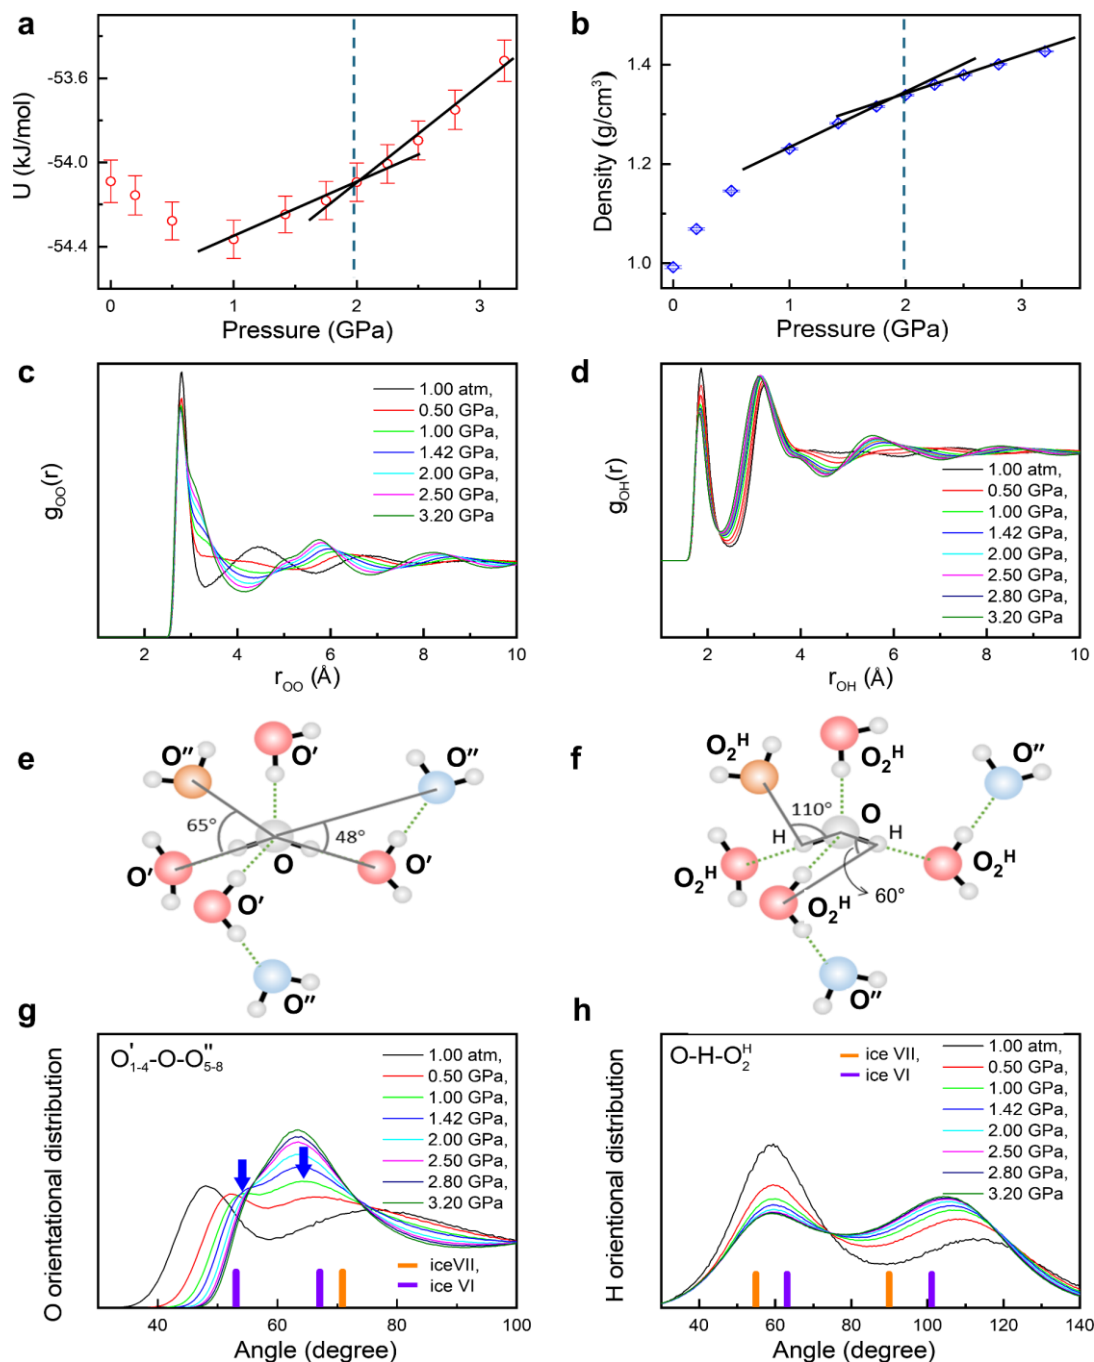 a
U (kJ/mol)
-53.6
-54.0
-54.4
0
1
2
3
Pressure (GPa)
b
Density (g/cm³)
1.4
1.2
1.0
0
1
2
3
Pressure (GPa)
c
gOO(r)
1.00 atm,
0.50 GPa,
1.00 GPa,
1.42 GPa,
2.00 GPa,
2.50 GPa,
3.20 GPa
2
4
6
8
10
rOO (Å)
d
gOH(r)
1.00 atm,
0.50 GPa,
1.00 GPa,
1.42 GPa,
2.00 GPa,
2.50 GPa,
2.80 GPa,
3.20 GPa
2
4
6
8
10
rOH (Å)
e
O″
O′
O″
65°
48°
O
O′
O′
O′
O″
f
O₂ᴴ
O₂ᴴ
O″
110°
O
H
H
O₂ᴴ
O₂ᴴ
60°
O₂ᴴ
O″
g
O orientational distribution
O′₁₋₄-O-O″₅₋₈
1.00 atm,
0.50 GPa,
1.00 GPa,
1.42 GPa,
2.00 GPa,
2.50 GPa,
2.80 GPa,
3.20 GPa
iceVII,
ice VI
40
60
80
100
Angle (degree)
h
H orientional distribution
O-H-O₂ᴴ
ice VII,
ice VI
1.00 atm,
0.50 GPa,
1.00 GPa,
1.42 GPa,
2.00 GPa,
2.50 GPa,
2.80 GPa,
3.20 GPa
40
60
80
100
120
140
Angle (degree)